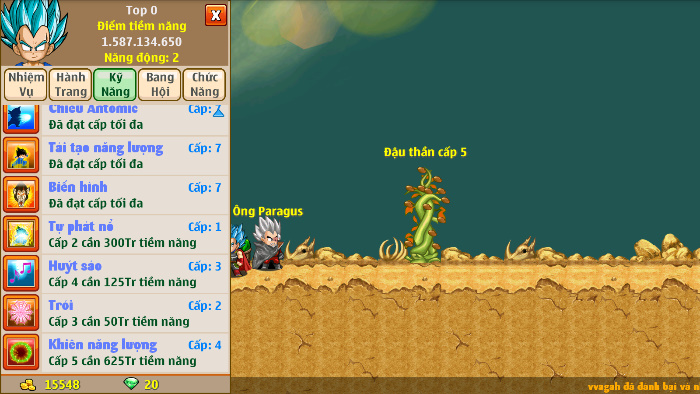 Top 0
Điểm tiềm năng
1.587.134.650
Năng động: 2
X
Nhiệm Vụ
Hành Trang
Kỹ Năng
Bang Hội
Chức Năng
Chiêu Antomic Cấp: 7
Đã đạt cấp tối đa
Tái tạo năng lượng Cấp: 7
Đã đạt cấp tối đa
Biến hình Cấp: 7
Đã đạt cấp tối đa
Tự phát nổ Cấp: 1
Cấp 2 cần 300Tr tiềm năng
Huýt sáo Cấp: 3
Cấp 4 cần 125Tr tiềm năng
Trói Cấp: 2
Cấp 3 cần 50Tr tiềm năng
Khiên năng lượng Cấp: 4
Cấp 5 cần 625Tr tiềm năng
15548 20
Đậu thần cấp 5
Ông Paragus
vvagah đã đánh bại và